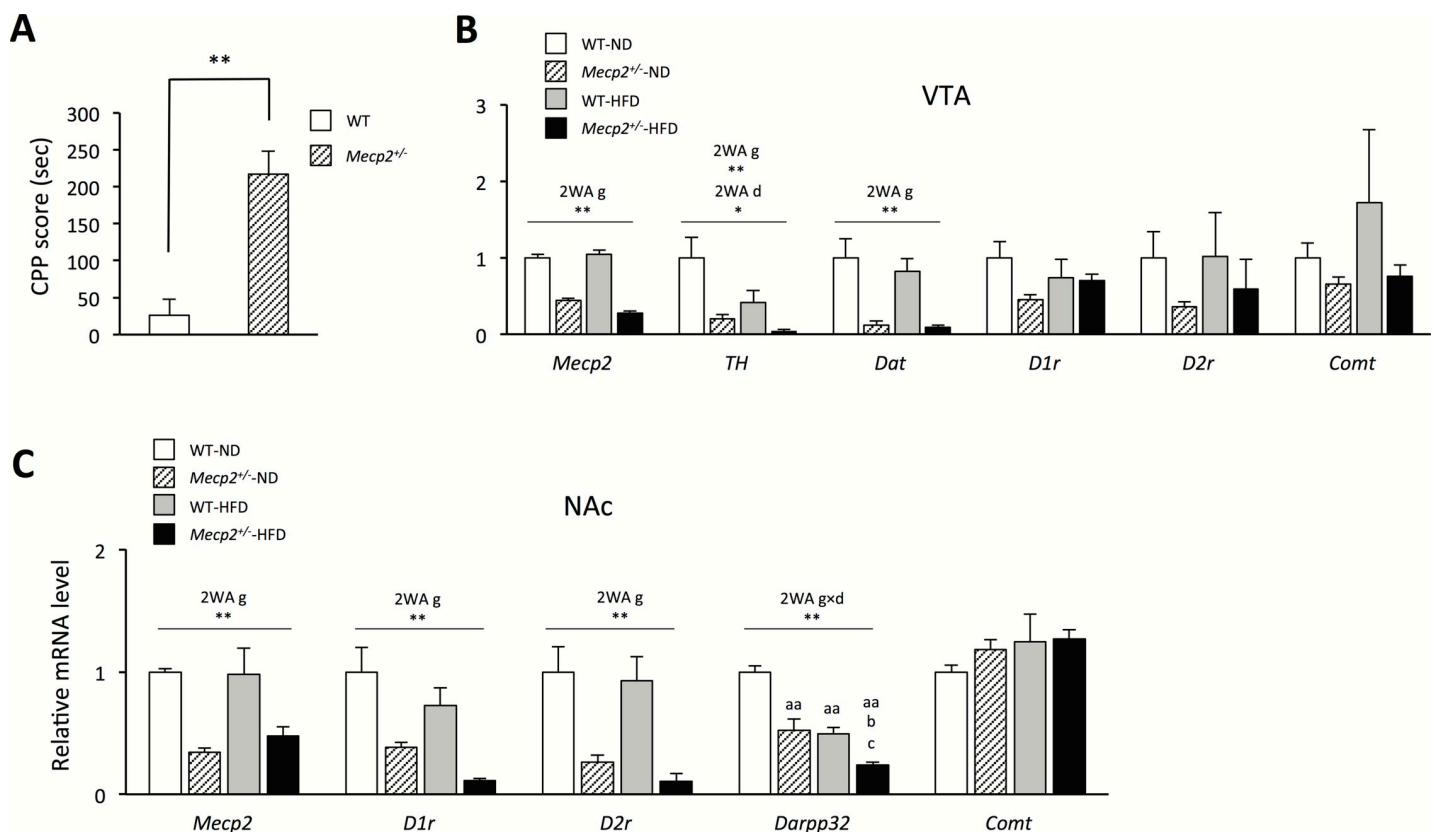 A
**
300
250
200
150
100
50
0
CPP score (sec)
WT
Mecp2+/-
B
WT-ND
Mecp2+/--ND
WT-HFD
Mecp2+/--HFD
VTA
3
2
1
0
2WA g
**
2WA g
**
2WA d
*
2WA g
**
Mecp2
TH
Dat
D1r
D2r
Comt
C
WT-ND
Mecp2+/--ND
WT-HFD
Mecp2+/--HFD
NAc
Relative mRNA level
2
1
0
2WA g
**
2WA g
**
2WA g
**
2WA g×d
**
aa
aa
aa
b
c
Mecp2
D1r
D2r
Darpp32
Comt